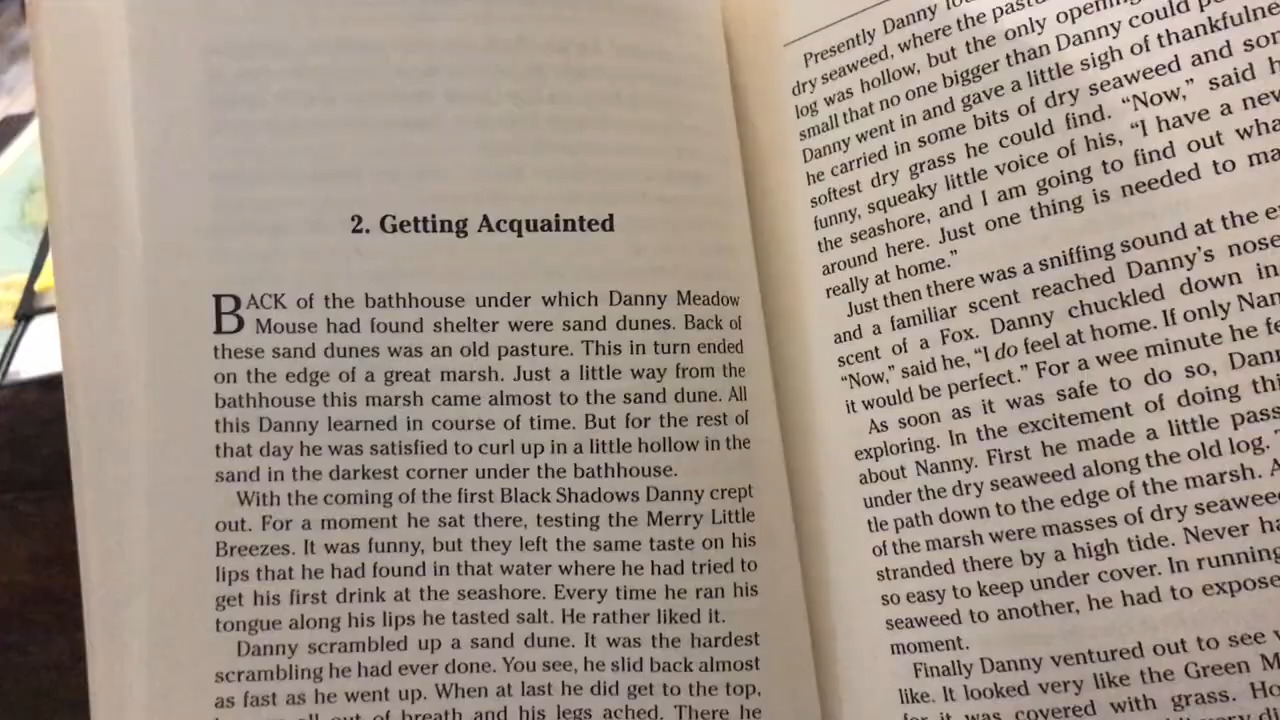 2. Getting Acquainted
BACK of the bathhouse under which Danny Meadow
Mouse had found shelter were sand dunes. Back of
these sand dunes was an old pasture. This in turn ended
on the edge of a great marsh. Just a little way from the
bathhouse this marsh came almost to the sand dune. All
this Danny learned in course of time. But for the rest of
that day he was satisfied to curl up in a little hollow in the
sand in the darkest corner under the bathhouse.
With the coming of the first Black Shadows Danny crept
out. For a moment he sat there, testing the Merry Little
Breezes. It was funny, but they left the same taste on his
lips that he had found in that water where he had tried to
get his first drink at the seashore. Every time he ran his
tongue along his lips he tasted salt. He rather liked it.
Danny scrambled up a sand dune. It was the hardest
scrambling he had ever done. You see, he slid back almost
as fast as he went up. When at last he did get to the top,
out of breath and his legs ached. There he
Presently Danny
dry seaweed, where the
log was hollow, but the only
small that no one bigger than Danny could
Danny went in and gave a little sigh of
he carried in some bits of dry seaweed and
softest dry grass he could find. “Now,” said
funny, squeaky little voice of his, “I have a
the seashore, and I am going to find out
around here. Just one thing is needed to
really at home.”
Just then there was a sniffing sound at the
and a familiar scent reached Danny’s nose
scent of a Fox. Danny chuckled down in
“Now,” said he, “I do feel at home. If only
it would be perfect.” For a wee minute he
As soon as it was safe to do so,
exploring. In the excitement of doing
about Nanny. First he made a little
under the dry seaweed along the old log.
tle path down to the edge of the marsh.
of the marsh were masses of dry
stranded there by a high tide. Never
so easy to keep under cover. In running
seaweed to another, he had to expose
moment.
Finally Danny ventured out to see
like. It looked very like the Green
it was covered with grass.